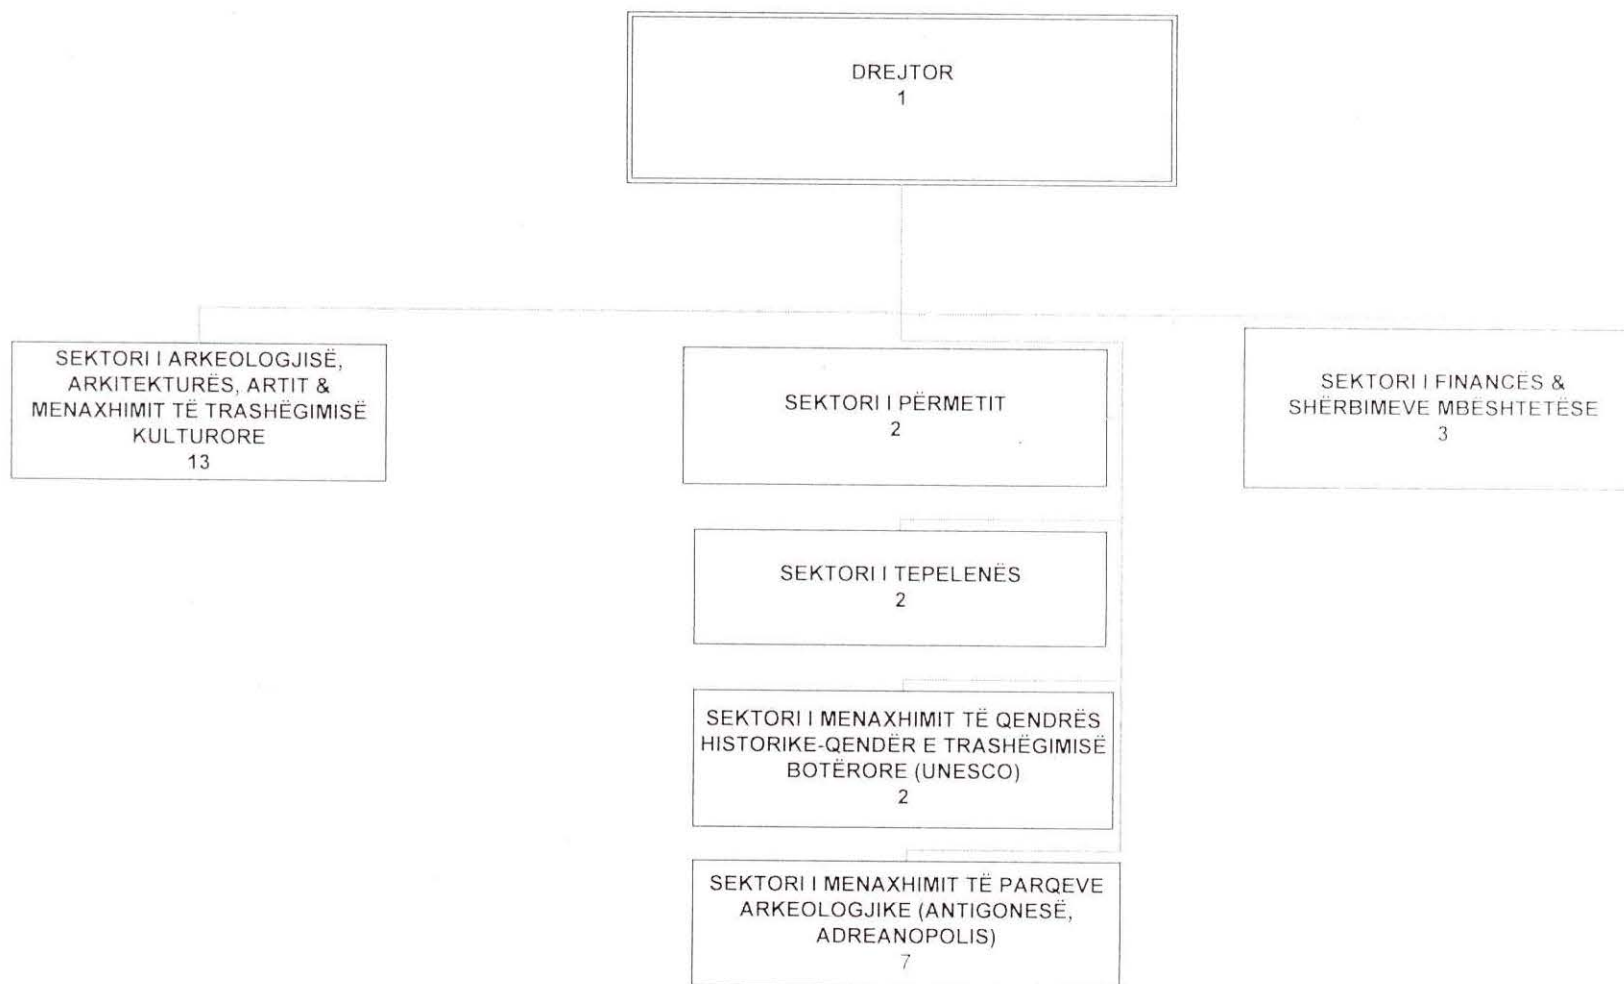 DREJTOR
1
SEKTORI I ARKEOLOGJISË,
ARKITEKTURËS, ARTIT &
MENAXHIMIT TË TRASHËGIMISË
KULTURORE
13
SEKTORI I PËRMETIT
2
SEKTORI I FINANCËS &
SHËRBIMEVE MBËSHTETËSE
3
SEKTORI I TEPELENËS
2
SEKTORI I MENAXHIMIT TË QENDRËS
HISTORIKE-QENDËR E TRASHËGIMISË
BOTËRORE (UNESCO)
2
SEKTORI I MENAXHIMIT TË PARQEVE
ARKEOLOGJIKE (ANTIGONESË,
ADREANOPOLIS)
7